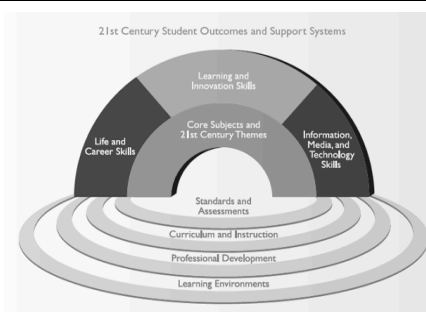 21st Century Student Outcomes and Support Systems
Learning and
Innovation Skills
Core Subjects and
21st Century Themes
Life and
Career Skills
Information,
Media, and
Technology
Skills
Standards and
Assessments
Curriculum and Instruction
Professional Development
Learning Environments